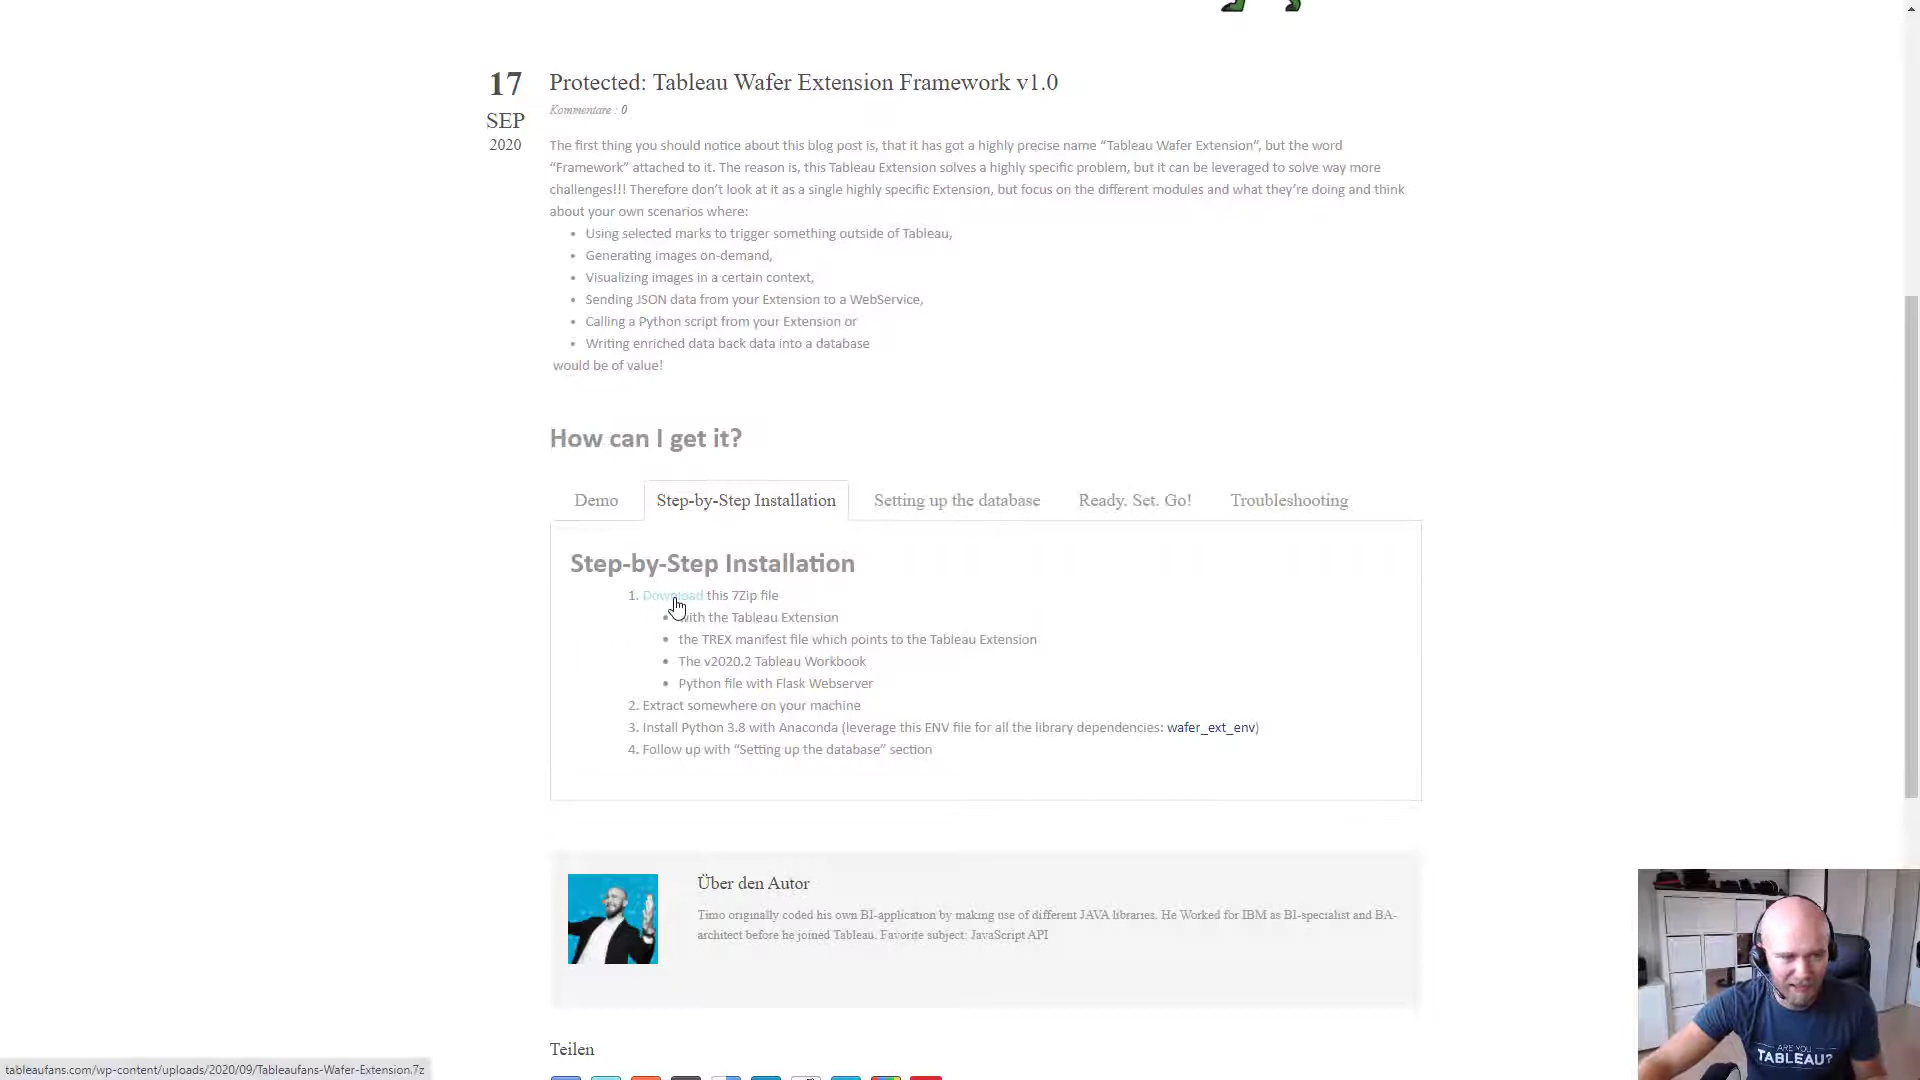 17
SEP
2020
Protected: Tableau Wafer Extension Framework v1.0
Kommentare : 0
The first thing you should notice about this blog post is, that it has got a highly precise name “Tableau Wafer Extension”, but the word
“Framework” attached to it. The reason is, this Tableau Extension solves a highly specific problem, but it can be leveraged to solve way more
challenges!!! Therefore don’t look at it as a single highly specific Extension, but focus on the different modules and what they’re doing and think
about your own scenarios where:
• Using selected marks to trigger something outside of Tableau,
• Generating images on-demand,
• Visualizing images in a certain context,
• Sending JSON data from your Extension to a WebService,
• Calling a Python script from your Extension or
• Writing enriched data back data into a database
would be of value!
How can I get it?
Demo Step-by-Step Installation Setting up the database Ready. Set. Go! Troubleshooting
Step-by-Step Installation
1. Download this 7Zip file
• with the Tableau Extension
• the TREX manifest file which points to the Tableau Extension
• The v2020.2 Tableau Workbook
• Python file with Flask Webserver
2. Extract somewhere on your machine
3. Install Python 3.8 with Anaconda (leverage this ENV file for all the library dependencies: wafer_ext_env)
4. Follow up with “Setting up the database” section
Über den Autor
Timo originally coded his own BI-application by making use of different JAVA libraries. He Worked for IBM as BI-specialist and BA-
architect before he joined Tableau. Favorite subject: JavaScript API
Teilen
ARE YOU
TABLEAU?
tableaufans.com/wp-content/uploads/2020/09/Tableaufans-Wafer-Extension.7z